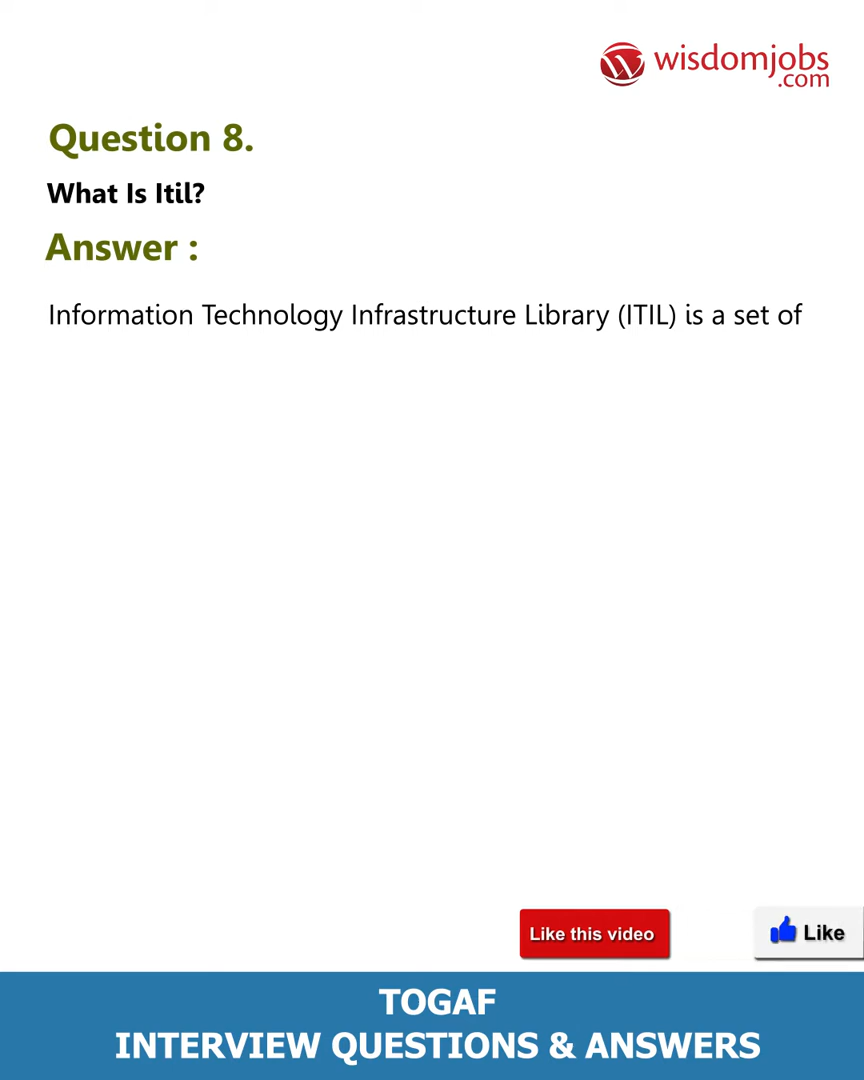 wisdomjobs
.com
Question 8.
What Is Itil?
Answer :
Information Technology Infrastructure Library (ITIL) is a set of
Like this video
Like
TOGAF
INTERVIEW QUESTIONS & ANSWERS